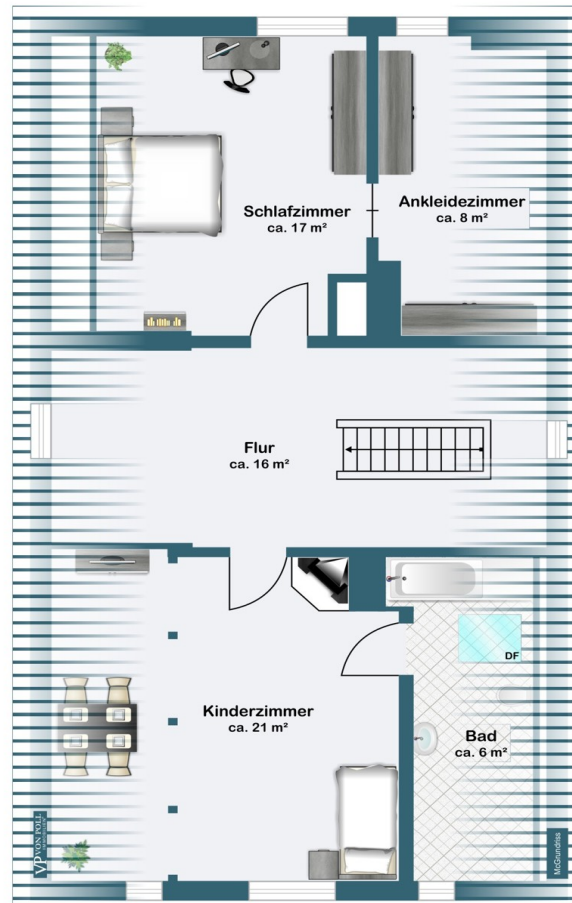 Schlafzimmer
ca. 17 m²
Ankleidezimmer
ca. 8 m²
Flur
ca. 16 m²
DF
Kinderzimmer
ca. 21 m²
Bad
ca. 6 m²
VP VON POLL
McGrundriss